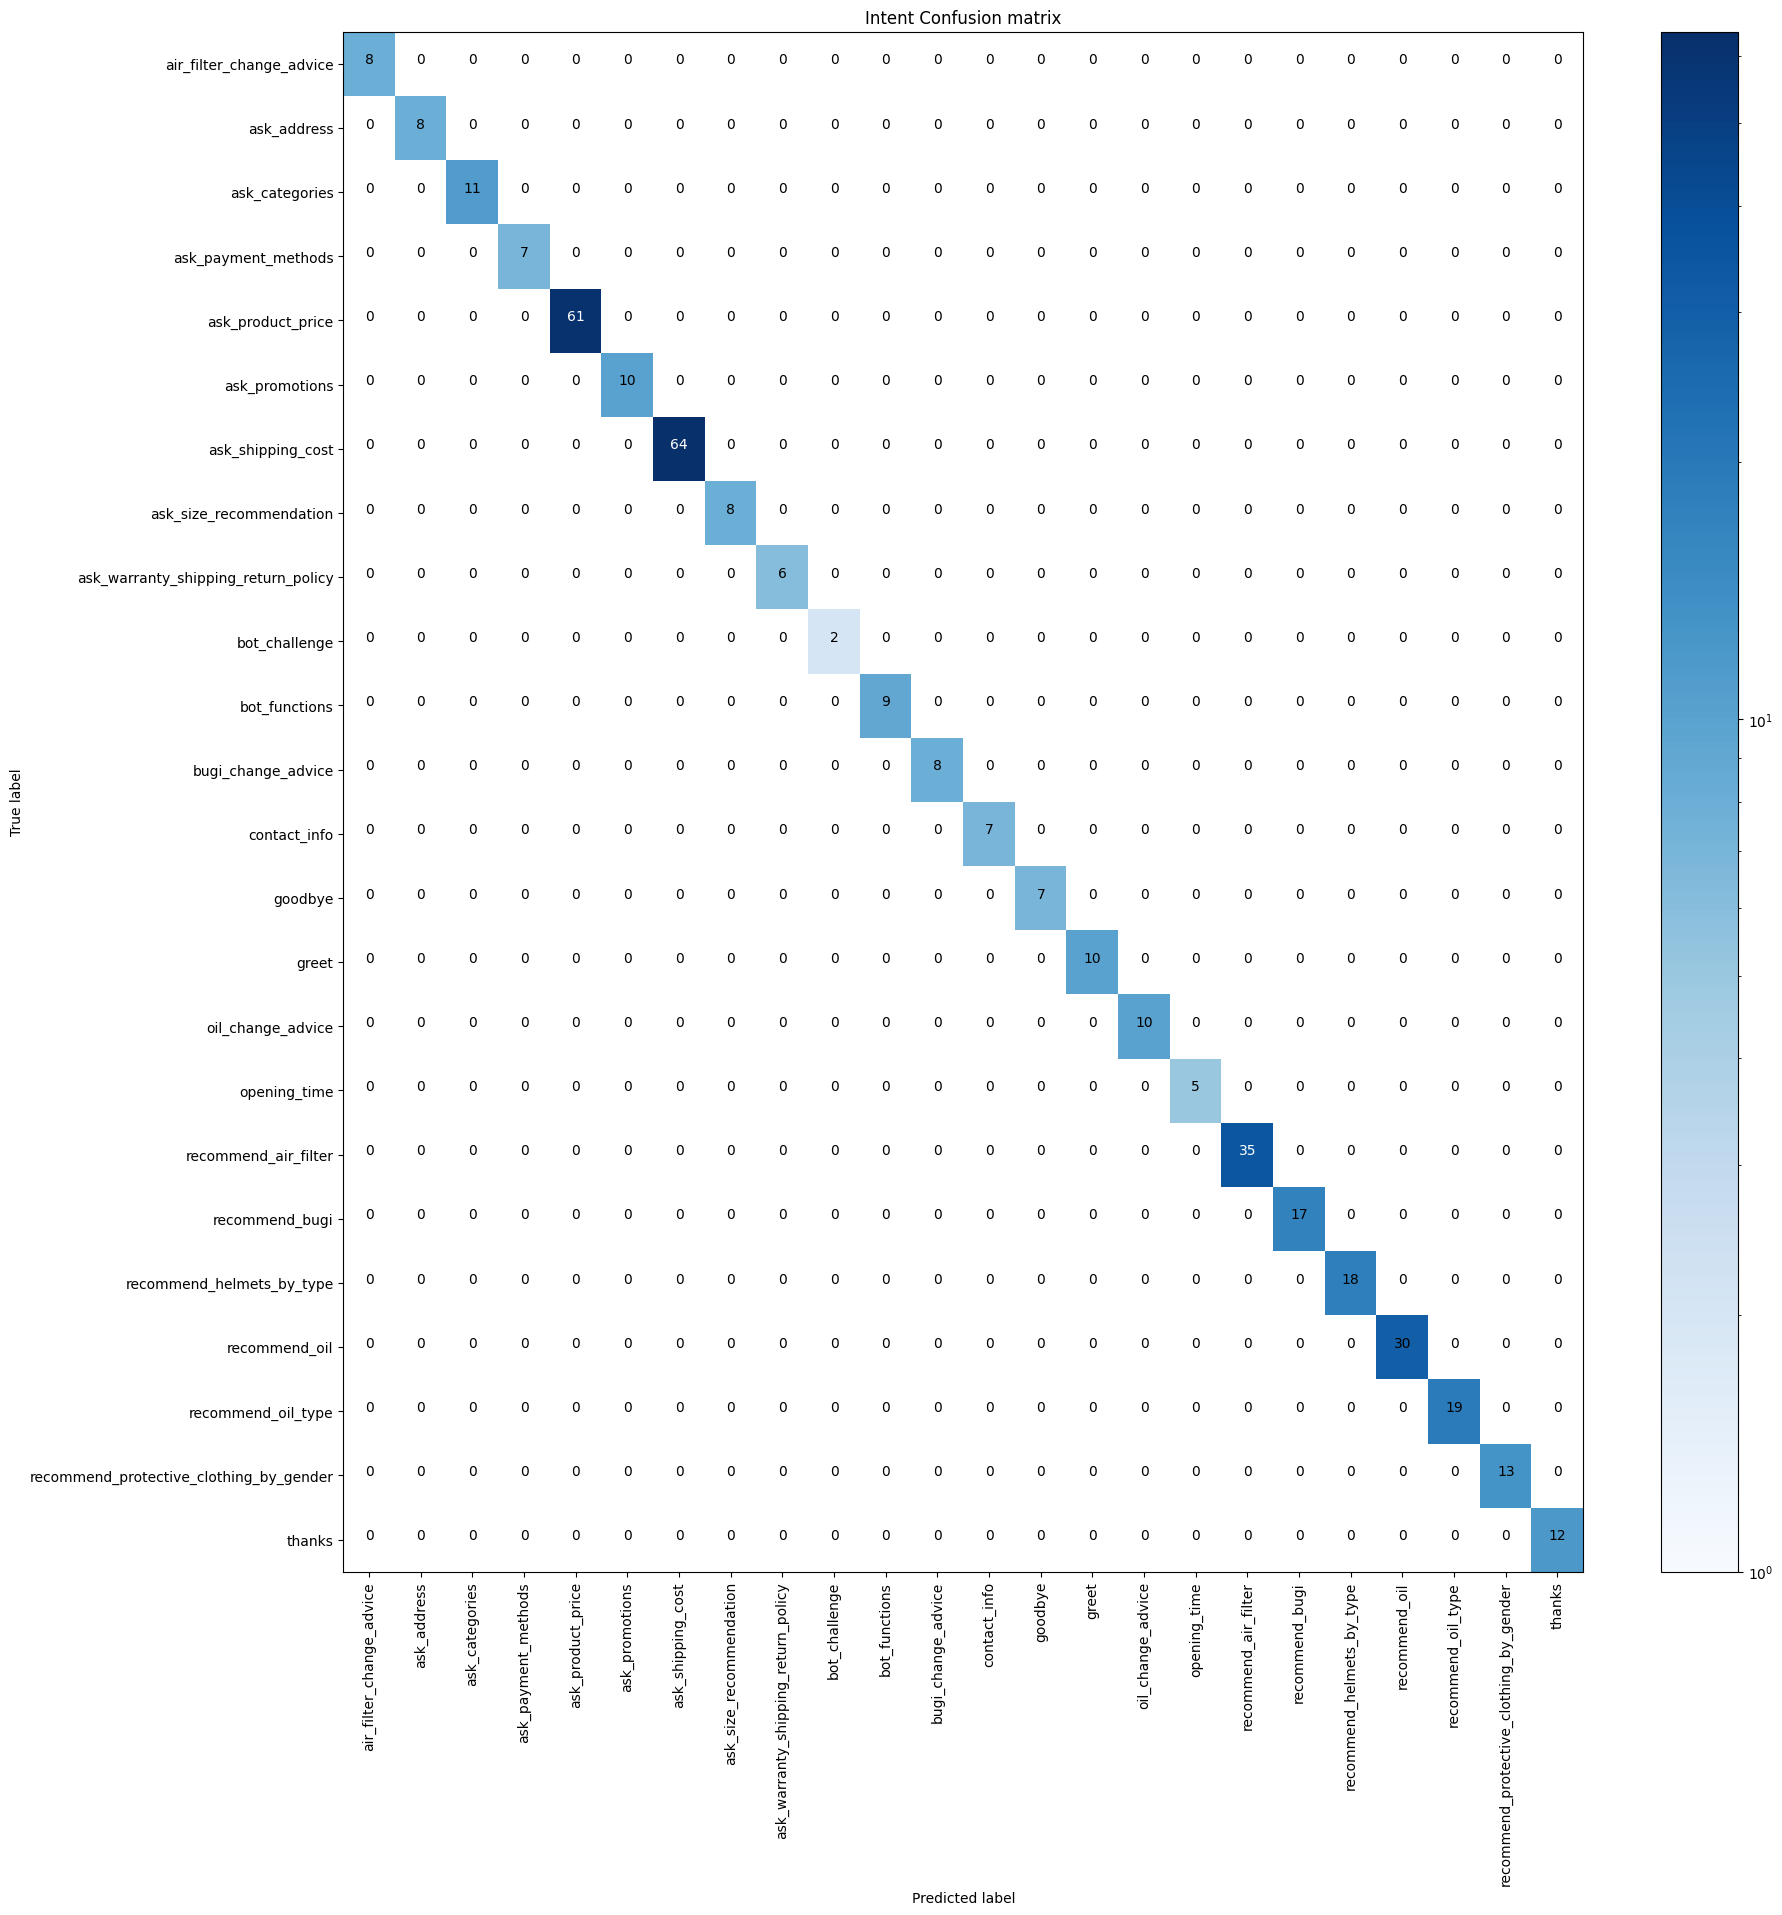 Intent Confusion matrix
air_filter_change_advice 8 0 0 0 0 0 0 0 0 0 0 0 0 0 0 0 0 0 0 0 0 0 0 0
ask_address 0 8 0 0 0 0 0 0 0 0 0 0 0 0 0 0 0 0 0 0 0 0 0 0
ask_categories 0 0 11 0 0 0 0 0 0 0 0 0 0 0 0 0 0 0 0 0 0 0 0 0
ask_payment_methods 0 0 0 7 0 0 0 0 0 0 0 0 0 0 0 0 0 0 0 0 0 0 0 0
ask_product_price 0 0 0 0 61 0 0 0 0 0 0 0 0 0 0 0 0 0 0 0 0 0 0 0
ask_promotions 0 0 0 0 0 10 0 0 0 0 0 0 0 0 0 0 0 0 0 0 0 0 0 0
ask_shipping_cost 0 0 0 0 0 0 64 0 0 0 0 0 0 0 0 0 0 0 0 0 0 0 0 0
ask_size_recommendation 0 0 0 0 0 0 0 8 0 0 0 0 0 0 0 0 0 0 0 0 0 0 0 0
ask_warranty_shipping_return_policy 0 0 0 0 0 0 0 0 6 0 0 0 0 0 0 0 0 0 0 0 0 0 0 0
bot_challenge 0 0 0 0 0 0 0 0 0 2 0 0 0 0 0 0 0 0 0 0 0 0 0 0
bot_functions 0 0 0 0 0 0 0 0 0 0 9 0 0 0 0 0 0 0 0 0 0 0 0 0
bugi_change_advice 0 0 0 0 0 0 0 0 0 0 0 8 0 0 0 0 0 0 0 0 0 0 0 0
contact_info 0 0 0 0 0 0 0 0 0 0 0 0 7 0 0 0 0 0 0 0 0 0 0 0
goodbye 0 0 0 0 0 0 0 0 0 0 0 0 0 7 0 0 0 0 0 0 0 0 0 0
greet 0 0 0 0 0 0 0 0 0 0 0 0 0 0 10 0 0 0 0 0 0 0 0 0
oil_change_advice 0 0 0 0 0 0 0 0 0 0 0 0 0 0 0 10 0 0 0 0 0 0 0 0
opening_time 0 0 0 0 0 0 0 0 0 0 0 0 0 0 0 0 5 0 0 0 0 0 0 0
recommend_air_filter 0 0 0 0 0 0 0 0 0 0 0 0 0 0 0 0 0 35 0 0 0 0 0 0
recommend_bugi 0 0 0 0 0 0 0 0 0 0 0 0 0 0 0 0 0 0 17 0 0 0 0 0
recommend_helmets_by_type 0 0 0 0 0 0 0 0 0 0 0 0 0 0 0 0 0 0 0 18 0 0 0 0
recommend_oil 0 0 0 0 0 0 0 0 0 0 0 0 0 0 0 0 0 0 0 0 30 0 0 0
recommend_oil_type 0 0 0 0 0 0 0 0 0 0 0 0 0 0 0 0 0 0 0 0 0 19 0 0
recommend_protective_clothing_by_gender 0 0 0 0 0 0 0 0 0 0 0 0 0 0 0 0 0 0 0 0 0 0 13 0
thanks 0 0 0 0 0 0 0 0 0 0 0 0 0 0 0 0 0 0 0 0 0 0 0 12
True label
air_filter_change_advice
ask_address
ask_categories
ask_payment_methods
ask_product_price
ask_promotions
ask_shipping_cost
ask_size_recommendation
ask_warranty_shipping_return_policy
bot_challenge
bot_functions
bugi_change_advice
contact_info
goodbye
greet
oil_change_advice
opening_time
recommend_air_filter
recommend_bugi
recommend_helmets_by_type
recommend_oil
recommend_oil_type
recommend_protective_clothing_by_gender
thanks
Predicted label
10¹
10⁰